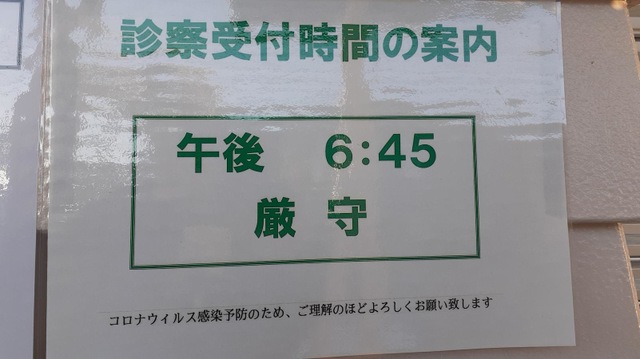 診察受付時間の案内
午後 6:45
厳守
コロナウィルス感染予防のため、ご理解のほどよろしくお願い致します